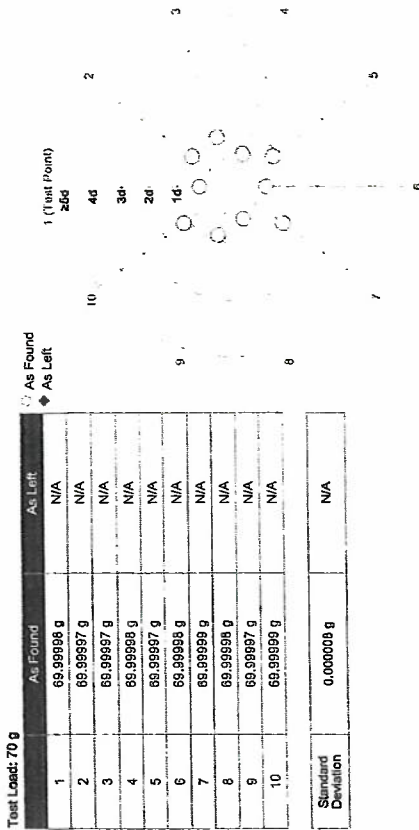 Test Load: 70 g
As Found As Left
1 69.99998 g N/A
2 69.99997 g N/A
3 69.99997 g N/A
4 69.99998 g N/A
5 69.99997 g N/A
6 69.99998 g N/A
7 69.99999 g N/A
8 69.99998 g N/A
9 69.99997 g N/A
10 69.99999 g N/A
Standard Deviation 0.000008 g N/A
As Found
As Left
1 (Test Point)
≥5d
4d
3d
2d
1d
2
3
4
5
6
7
8
9
10